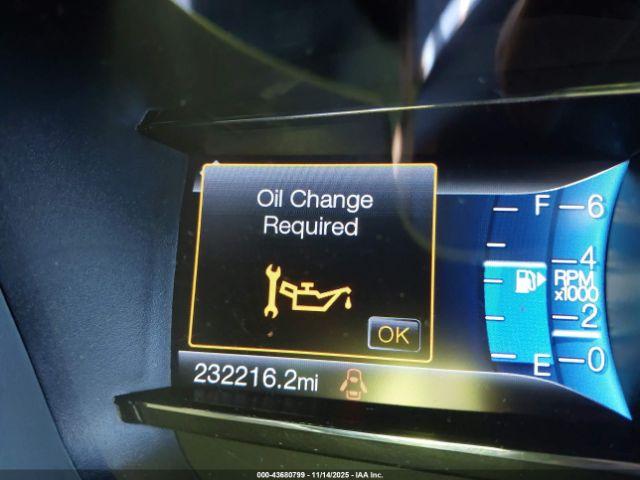 Oil Change
Required
OK
232216.2mi
F
E
6
4
RPM
x1000
2
0
000-43680799 - 11/14/2025 - IAA Inc.